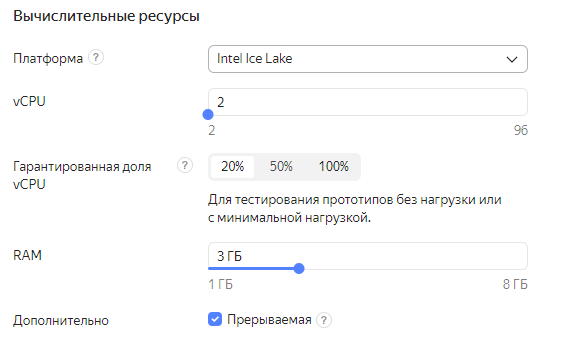 Вычислительные ресурсы
Платформа ?
Intel Ice Lake
vCPU
2
2 96
Гарантированная доля
vCPU ?
20% 50% 100%
Для тестирования прототипов без нагрузки или
с минимальной нагрузкой.
RAM
3 ГБ
1 ГБ 8 ГБ
Дополнительно
Прерываемая ?